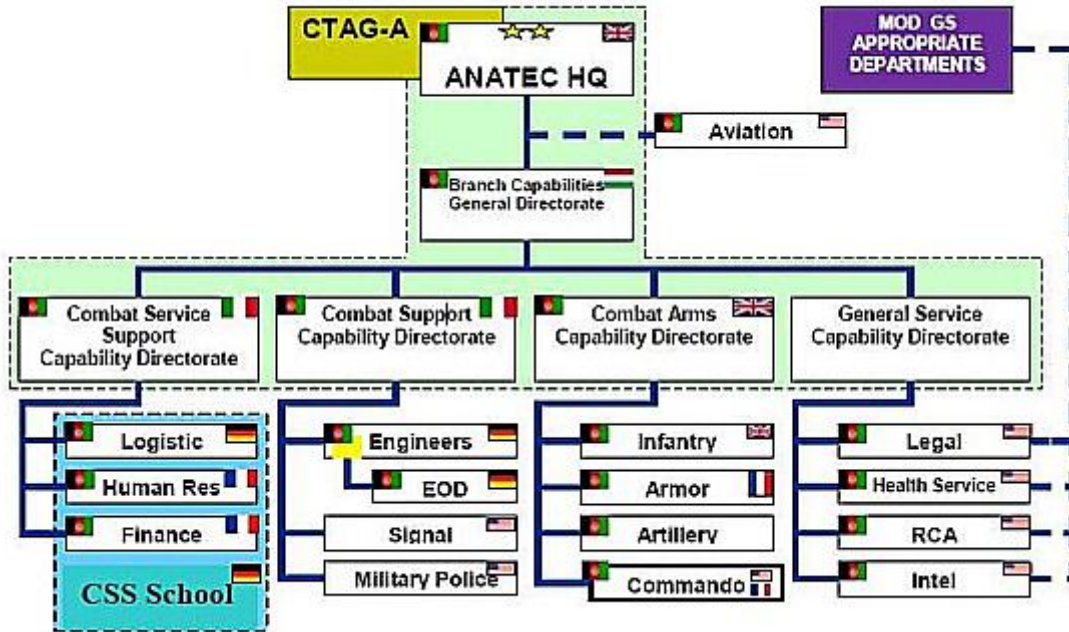 CTAG-A
ANATEC HQ
MOD GS
APPROPRIATE
DEPARTMENTS
Aviation
Branch Capabilities
General Directorate
Combat Service
Support
Capability Directorate
Combat Support
Capability Directorate
Combat Arms
Capability Directorate
General Service
Capability Directorate
Logistic
Human Res
Finance
CSS School
Engineers
EOD
Signal
Military Police
Infantry
Armor
Artillery
Commando
Legal
Health Service
RCA
Intel